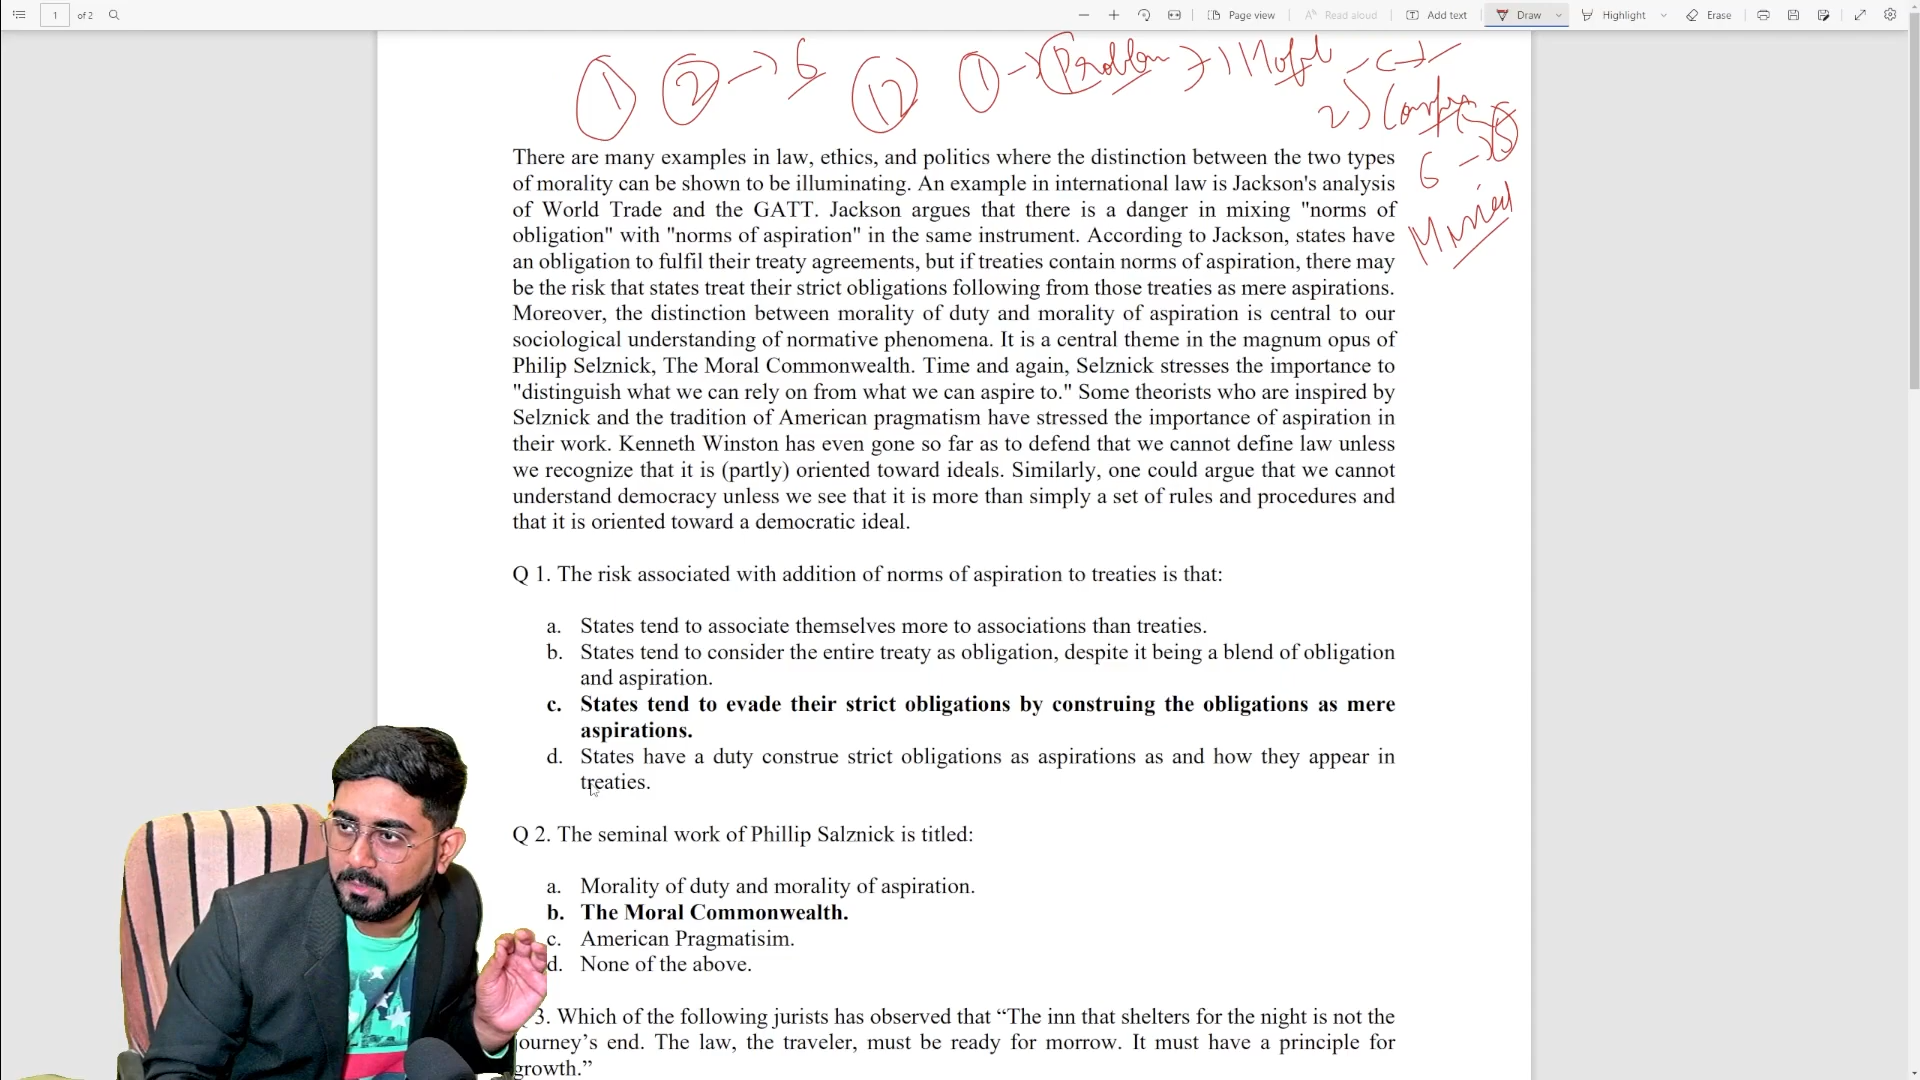 1 of 2 Page view Read aloud Add text Draw Highlight Erase
1 2 → 6 12 1 → Problem
2)
6 → 5
There are many examples in law, ethics, and politics where the distinction between the two types
of morality can be shown to be illuminating. An example in international law is Jackson's analysis
of World Trade and the GATT. Jackson argues that there is a danger in mixing "norms of
obligation" with "norms of aspiration" in the same instrument. According to Jackson, states have
an obligation to fulfil their treaty agreements, but if treaties contain norms of aspiration, there may
be the risk that states treat their strict obligations following from those treaties as mere aspirations.
Moreover, the distinction between morality of duty and morality of aspiration is central to our
sociological understanding of normative phenomena. It is a central theme in the magnum opus of
Philip Selznick, The Moral Commonwealth. Time and again, Selznick stresses the importance to
"distinguish what we can rely on from what we can aspire to." Some theorists who are inspired by
Selznick and the tradition of American pragmatism have stressed the importance of aspiration in
their work. Kenneth Winston has even gone so far as to defend that we cannot define law unless
we recognize that it is (partly) oriented toward ideals. Similarly, one could argue that we cannot
understand democracy unless we see that it is more than simply a set of rules and procedures and
that it is oriented toward a democratic ideal.
Q 1. The risk associated with addition of norms of aspiration to treaties is that:
a. States tend to associate themselves more to associations than treaties.
b. States tend to consider the entire treaty as obligation, despite it being a blend of obligation
and aspiration.
c. States tend to evade their strict obligations by construing the obligations as mere
aspirations.
d. States have a duty construe strict obligations as aspirations as and how they appear in
treaties.
Q 2. The seminal work of Phillip Salznick is titled:
a. Morality of duty and morality of aspiration.
b. The Moral Commonwealth.
c. American Pragmatisim.
d. None of the above.
3. Which of the following jurists has observed that “The inn that shelters for the night is not the
journey’s end. The law, the traveler, must be ready for morrow. It must have a principle for
growth.”